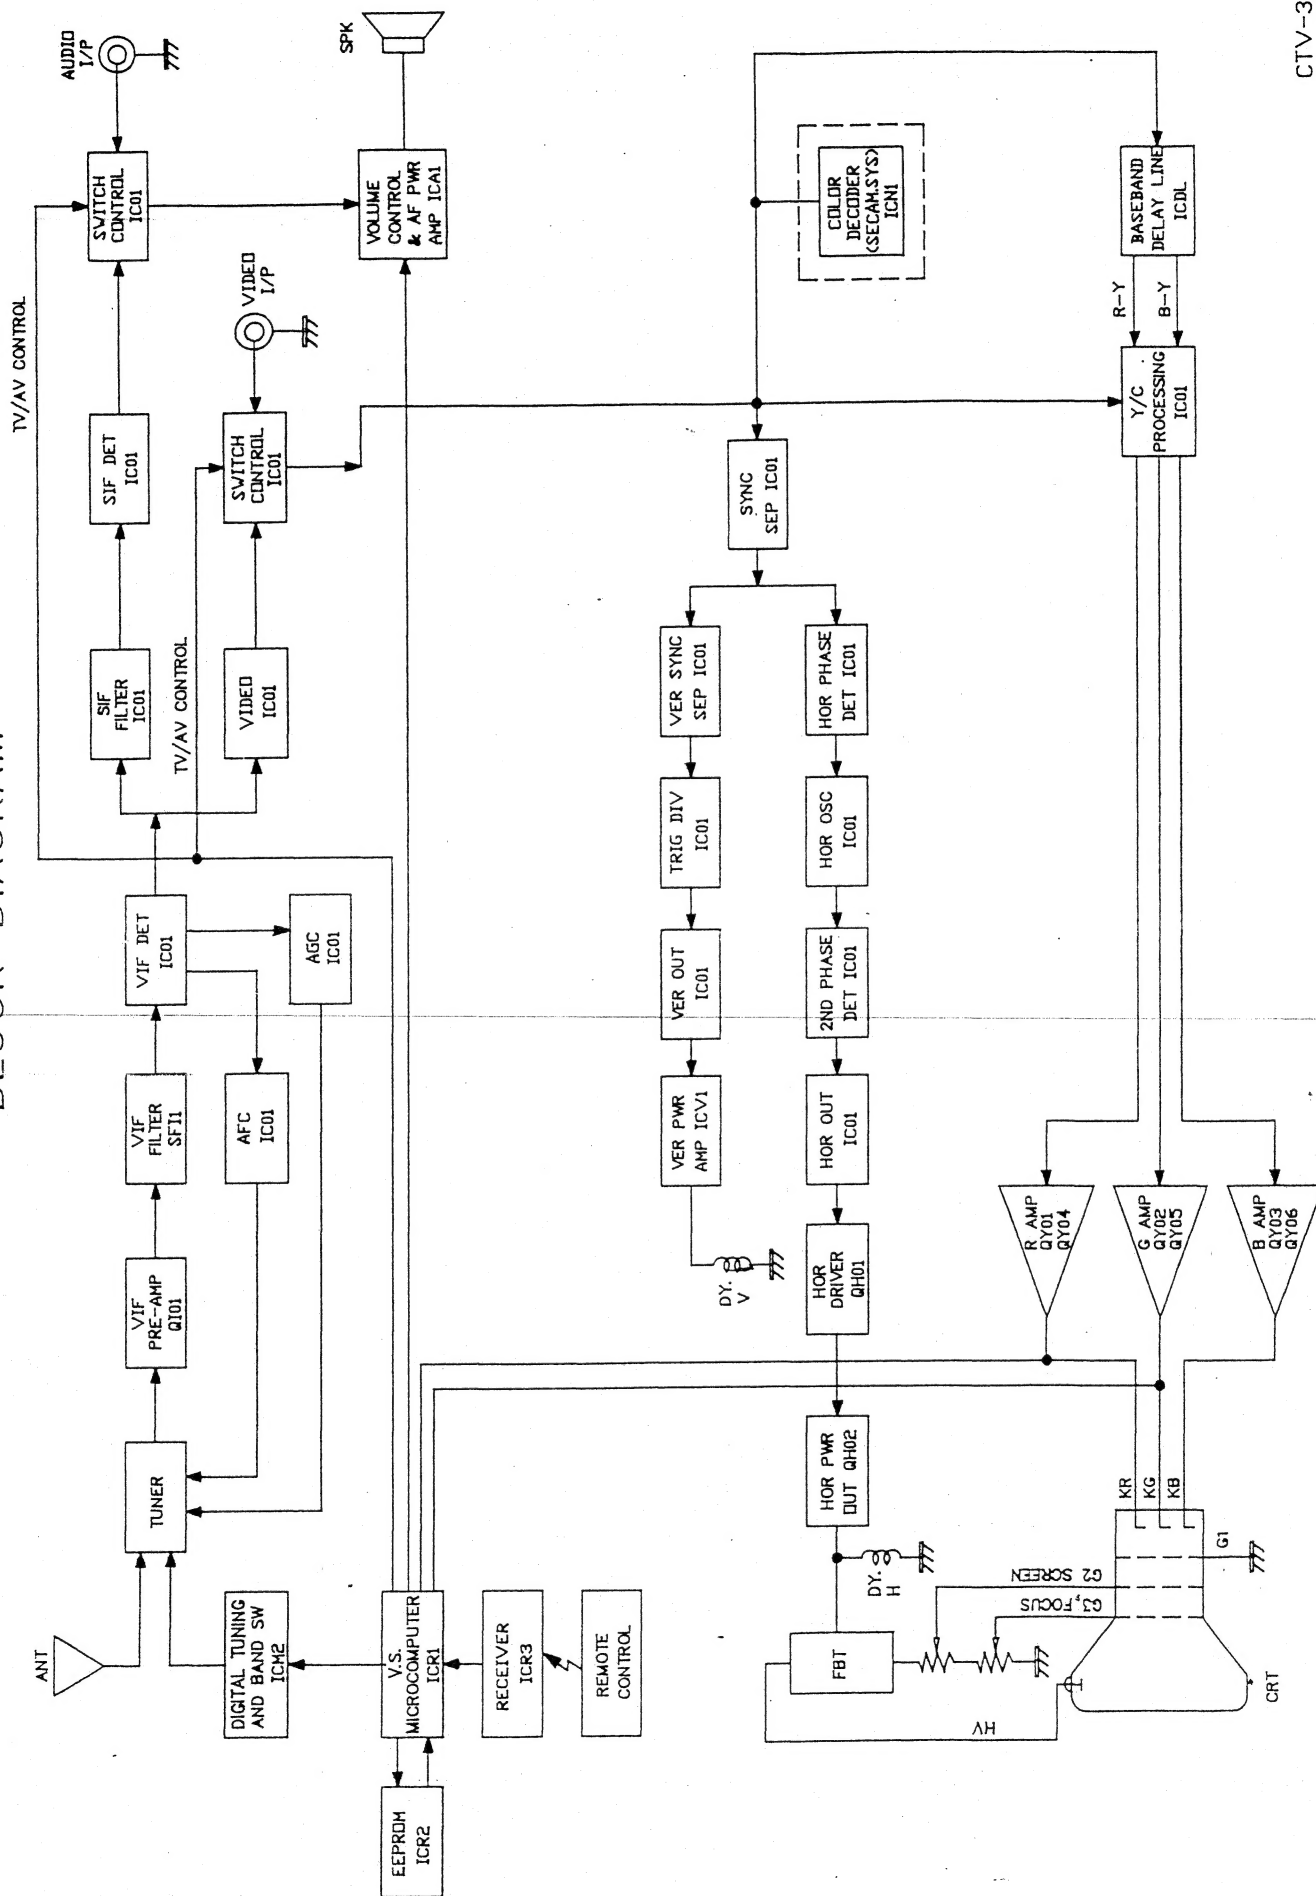 BLOCK DIAGRAM
AUDIO
I/P
SPK
TV/AV CONTROL
SWITCH
CONTROL
IC01
VOLUME
CONTROL
& AF PWR
AMP ICA1
VIDEO
I/P
SIF DET
IC01
SWITCH
CONTROL
IC01
SIF
FILTER
IC01
TV/AV CONTROL
VIDEO
IC01
VIF DET
IC01
AGC
IC01
VIF
FILTER
SFI1
AFC
IC01
VIF
PRE-AMP
QI01
TUNER
ANT
DIGITAL TUNING
AND BAND SW
ICM2
V.S.
MICROCOMPUTER
ICR1
RECEIVER
ICR3
REMOTE
CONTROL
EEPROM
ICR2
COLOR
DECODER
(SECAM.SYS)
ICN1
BASEBAND
DELAY LINE
ICDL
R-Y
B-Y
Y/C
PROCESSING
IC01
SYNC
SEP IC01
VER SYNC
SEP IC01
HOR PHASE
DET IC01
TRIG DIV
IC01
HOR OSC
IC01
VER OUT
IC01
2ND PHASE
DET IC01
VER PWR
AMP ICV1
HOR OUT
IC01
DY.
V
HOR
DRIVER
QH01
HOR PWR
OUT QH02
DY.
H
FBT
HV
R AMP
QY01
QY04
G AMP
QY02
QY05
B AMP
QY03
QY06
KR
KG
KB
G1
G2 SCREEN
G3,FOCUS
CRT
CTV-3